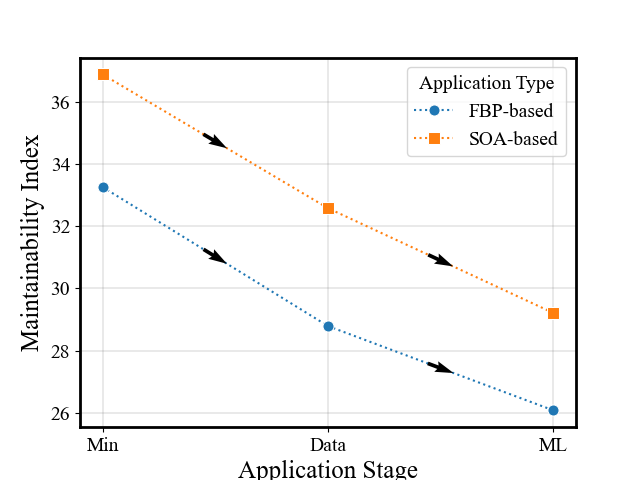 Application Type
FBP-based
SOA-based
Maintainability Index
36
34
32
30
28
26
Min
Data
ML
Application Stage